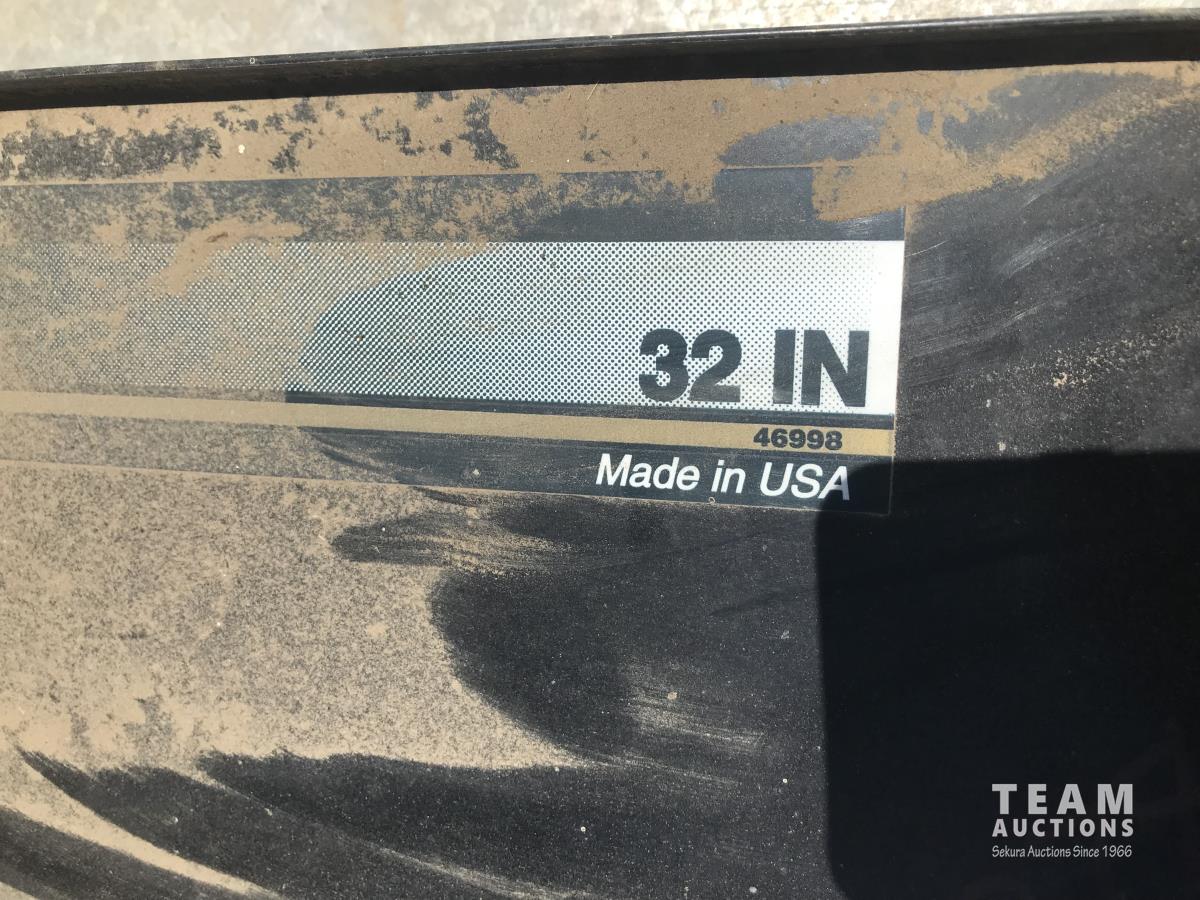 32 IN
46998
Made in USA
TEAM
AUCTIONS
Sekura Auctions Since 1966